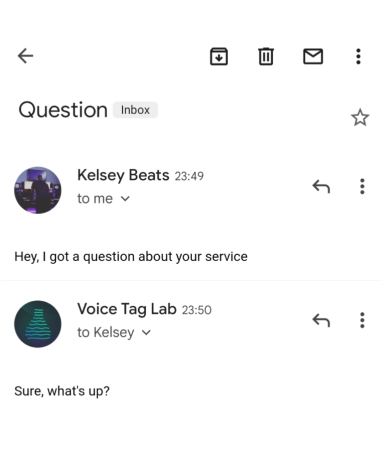 Question Inbox
Kelsey Beats 23:49
to me
Hey, I got a question about your service
Voice Tag Lab 23:50
to Kelsey
Sure, what's up?